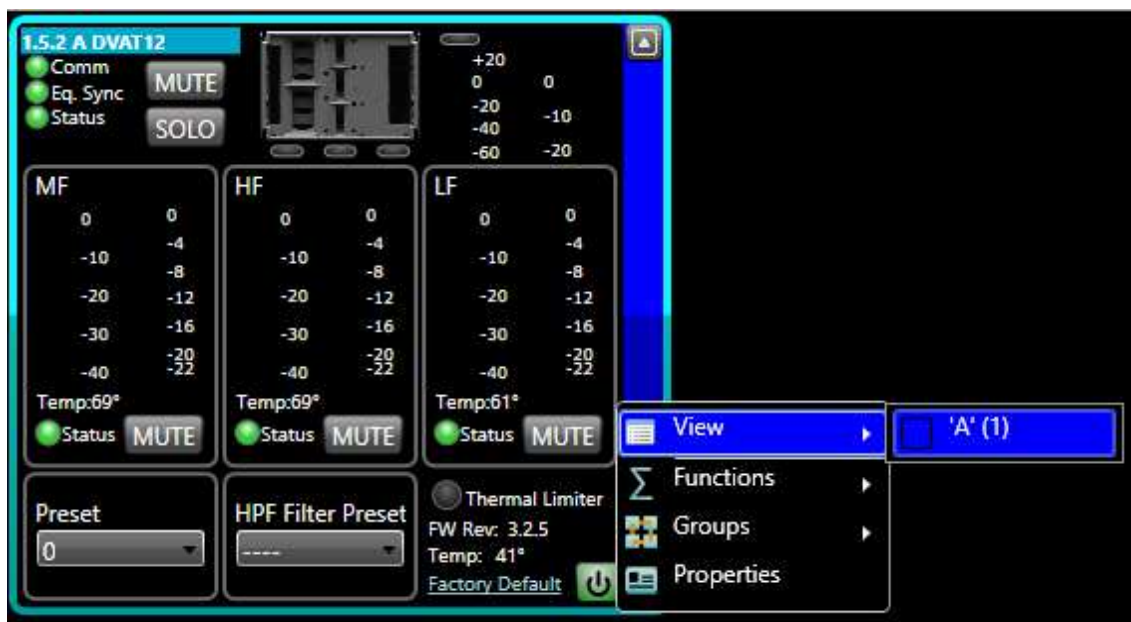 1.5.2 A DVAT12
Comm
Eq. Sync
Status
MUTE
SOLO
+20
0
-20
-40
-60
0
-10
-20
MF
0
-10
-20
-30
-40
0
-4
-8
-12
-16
-20
-22
Temp:69°
Status MUTE
HF
0
-10
-20
-30
-40
0
-4
-8
-12
-16
-20
-22
Temp:69°
Status MUTE
LF
0
-10
-20
-30
-40
0
-4
-8
-12
-16
-20
-22
Temp:61°
Status MUTE
Preset
0
HPF Filter Preset
----
Thermal Limiter
FW Rev: 3.2.5
Temp: 41°
Factory Default
View
Functions
Groups
Properties
'A' (1)